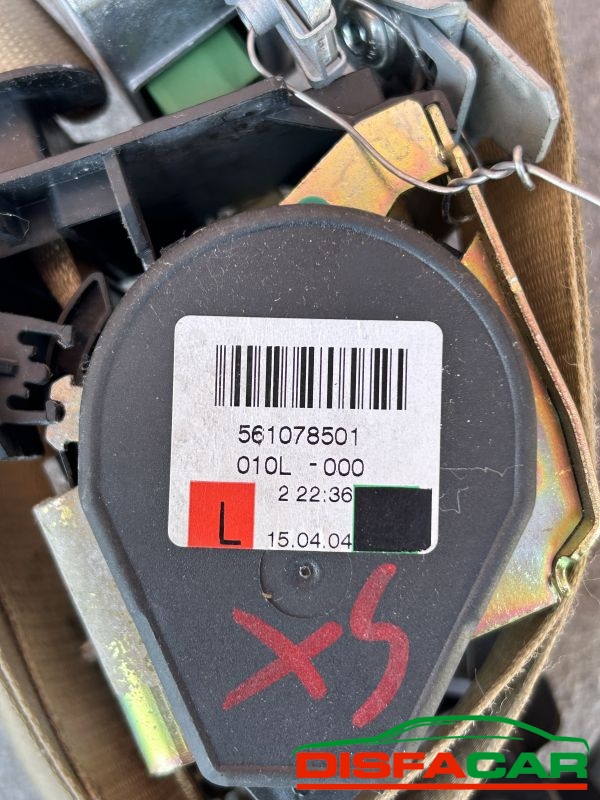 561078501
010L -000
2 22:36
L
15.04.04
XS
DISFACAR